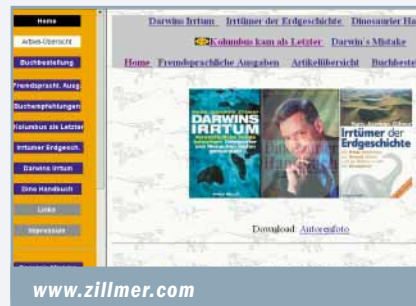 Home
Artikel-Übersicht
Buchbestellung
Fremdspracht. Ausg.
Buchempfehlungen
Kolumbus als Letzter
Irrtümer Erdgesch.
Darwins Irrtum
Dino Handbuch
Links
Impressum
Darwins Irrtum Irrtümer der Erdgeschichte Dinosaurier Ha
Kolumbus kam als Letzter Darwin's Mistake
Home Fremdsprachliche Ausgaben Artikelübersicht Buchbestel
DARWINS
IRRTUM
Irrtümer der
Erdgeschichte
Download: Autorenfoto
www.zillmer.com